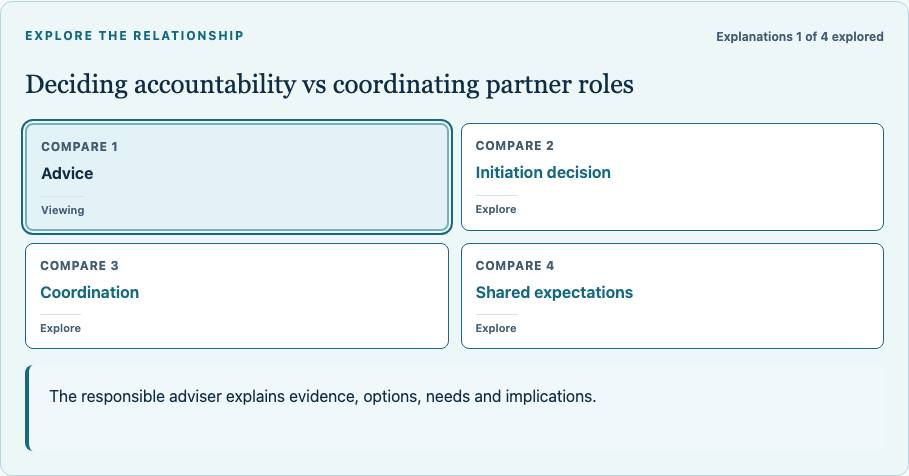 EXPLORE THE RELATIONSHIP
Explanations 1 of 4 explored
Deciding accountability vs coordinating partner roles
COMPARE 1
Advice
Viewing
COMPARE 2
Initiation decision
Explore
COMPARE 3
Coordination
Explore
COMPARE 4
Shared expectations
Explore
The responsible adviser explains evidence, options, needs and implications.